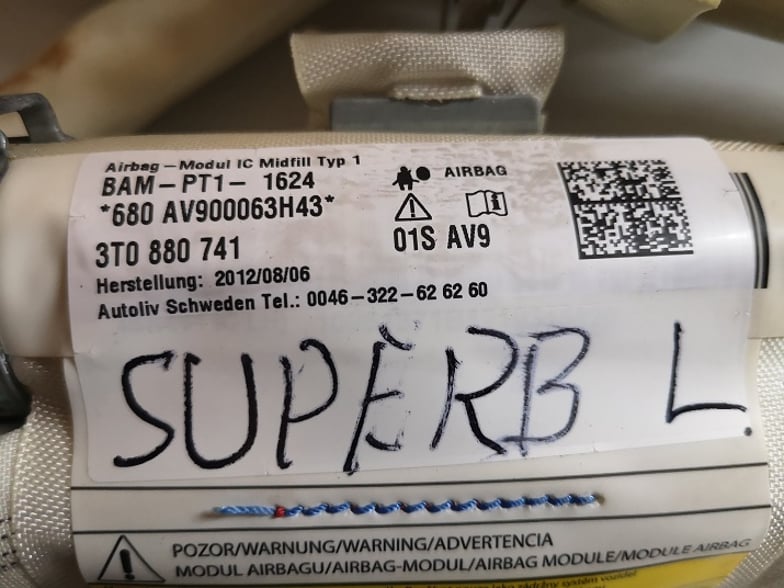 Airbag-Modul IC Midfill Typ 1
BAM-PT1- 1624
*680 AV900063H43*
3T0 880 741
Herstellung: 2012/08/06
Autoliv Schweden Tel.: 0046-322-62 62 60
AIRBAG
01S AV9
SUPERB L.
POZOR/WARNUNG/WARNING/ADVERTENCIA
MODUL AIRBAGU/AIRBAG-MODUL/AIRBAG MODULE/MODULE AIRBAG